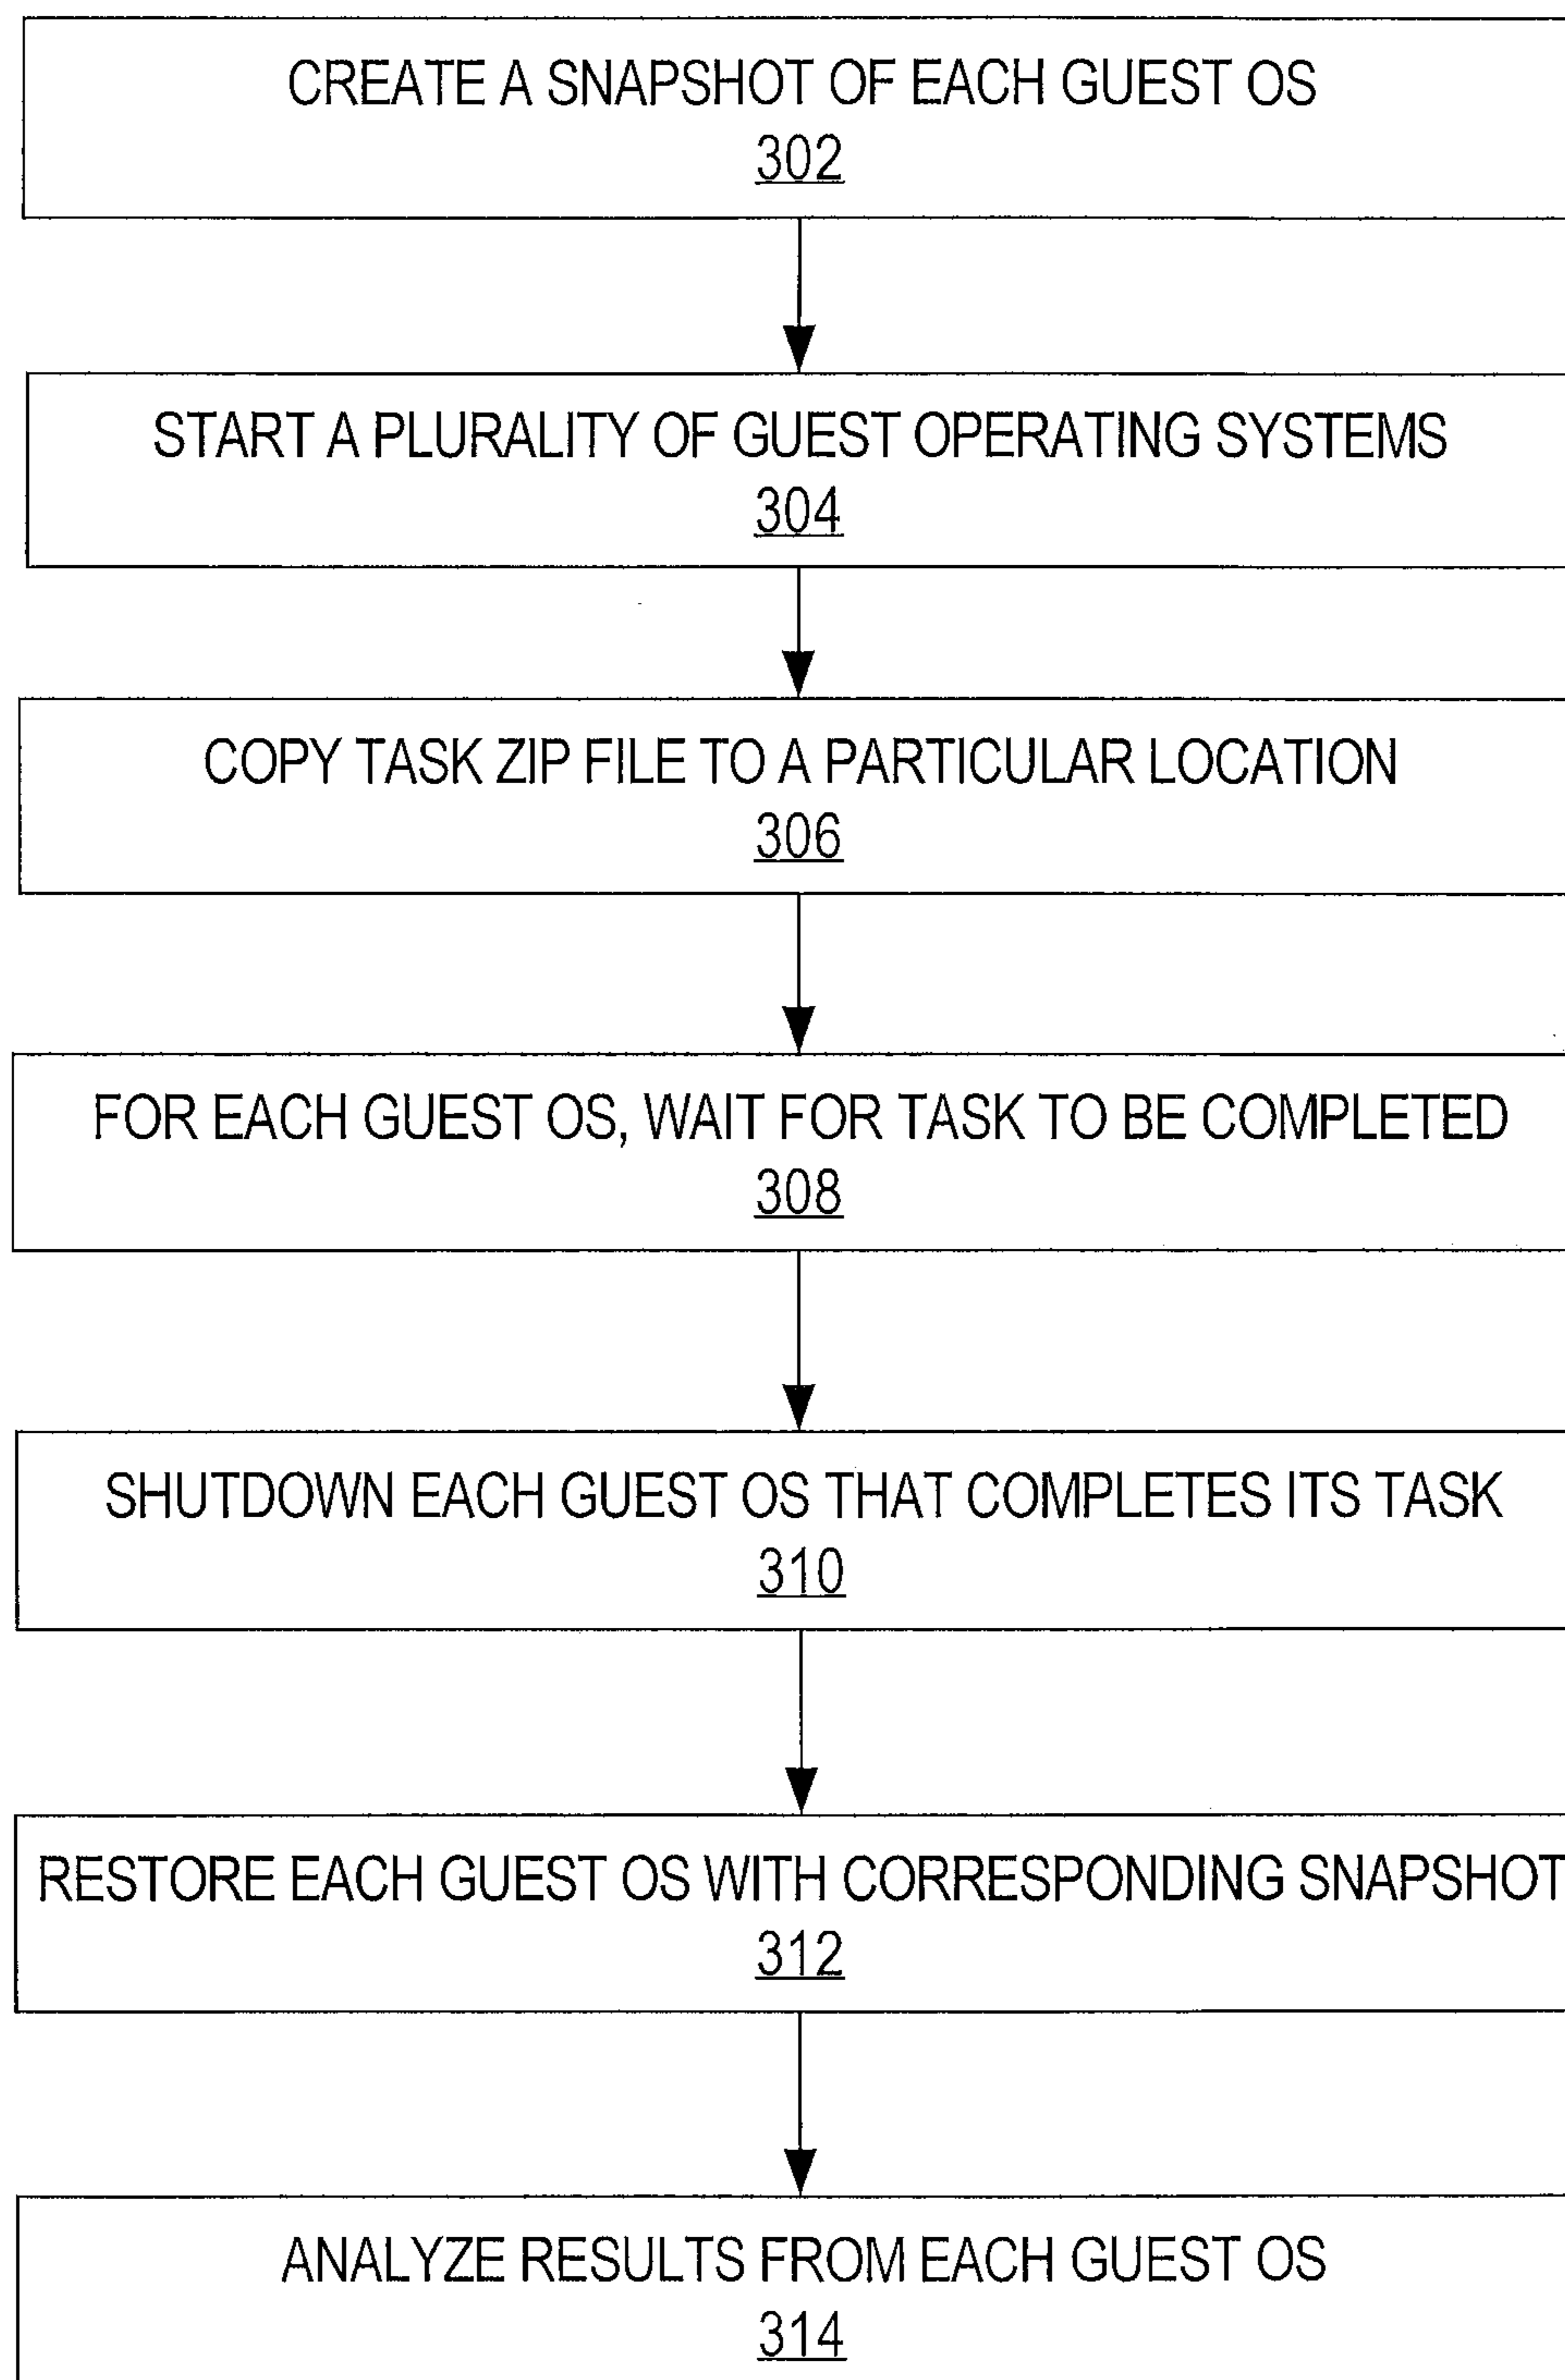 CREATE A SNAPSHOT OF EACH GUEST OS
302
START A PLURALITY OF GUEST OPERATING SYSTEMS
304
COPY TASK ZIP FILE TO A PARTICULAR LOCATION
306
FOR EACH GUEST OS, WAIT FOR TASK TO BE COMPLETED
308
SHUTDOWN EACH GUEST OS THAT COMPLETES ITS TASK
310
RESTORE EACH GUEST OS WITH CORRESPONDING SNAPSHOT
312
ANALYZE RESULTS FROM EACH GUEST OS
314